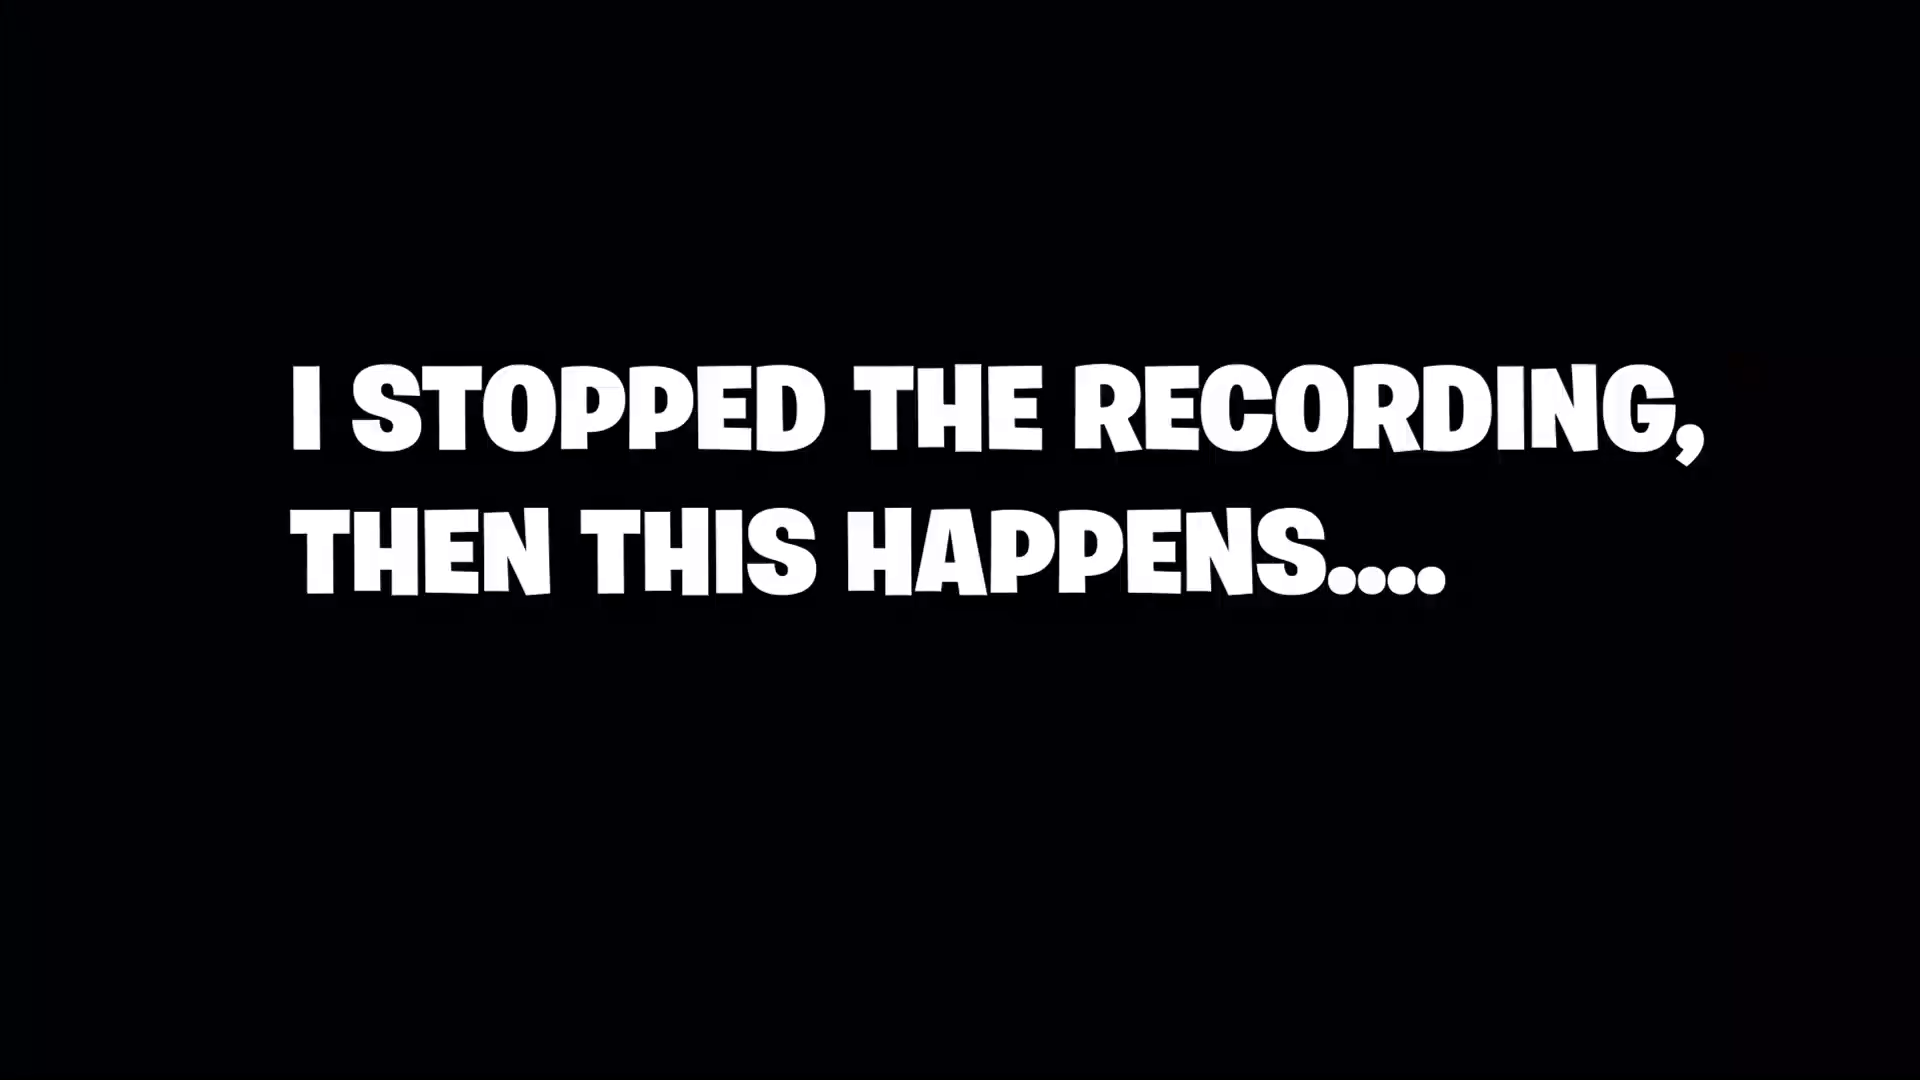 I STOPPED THE RECORDING,
THEN THIS HAPPENS....